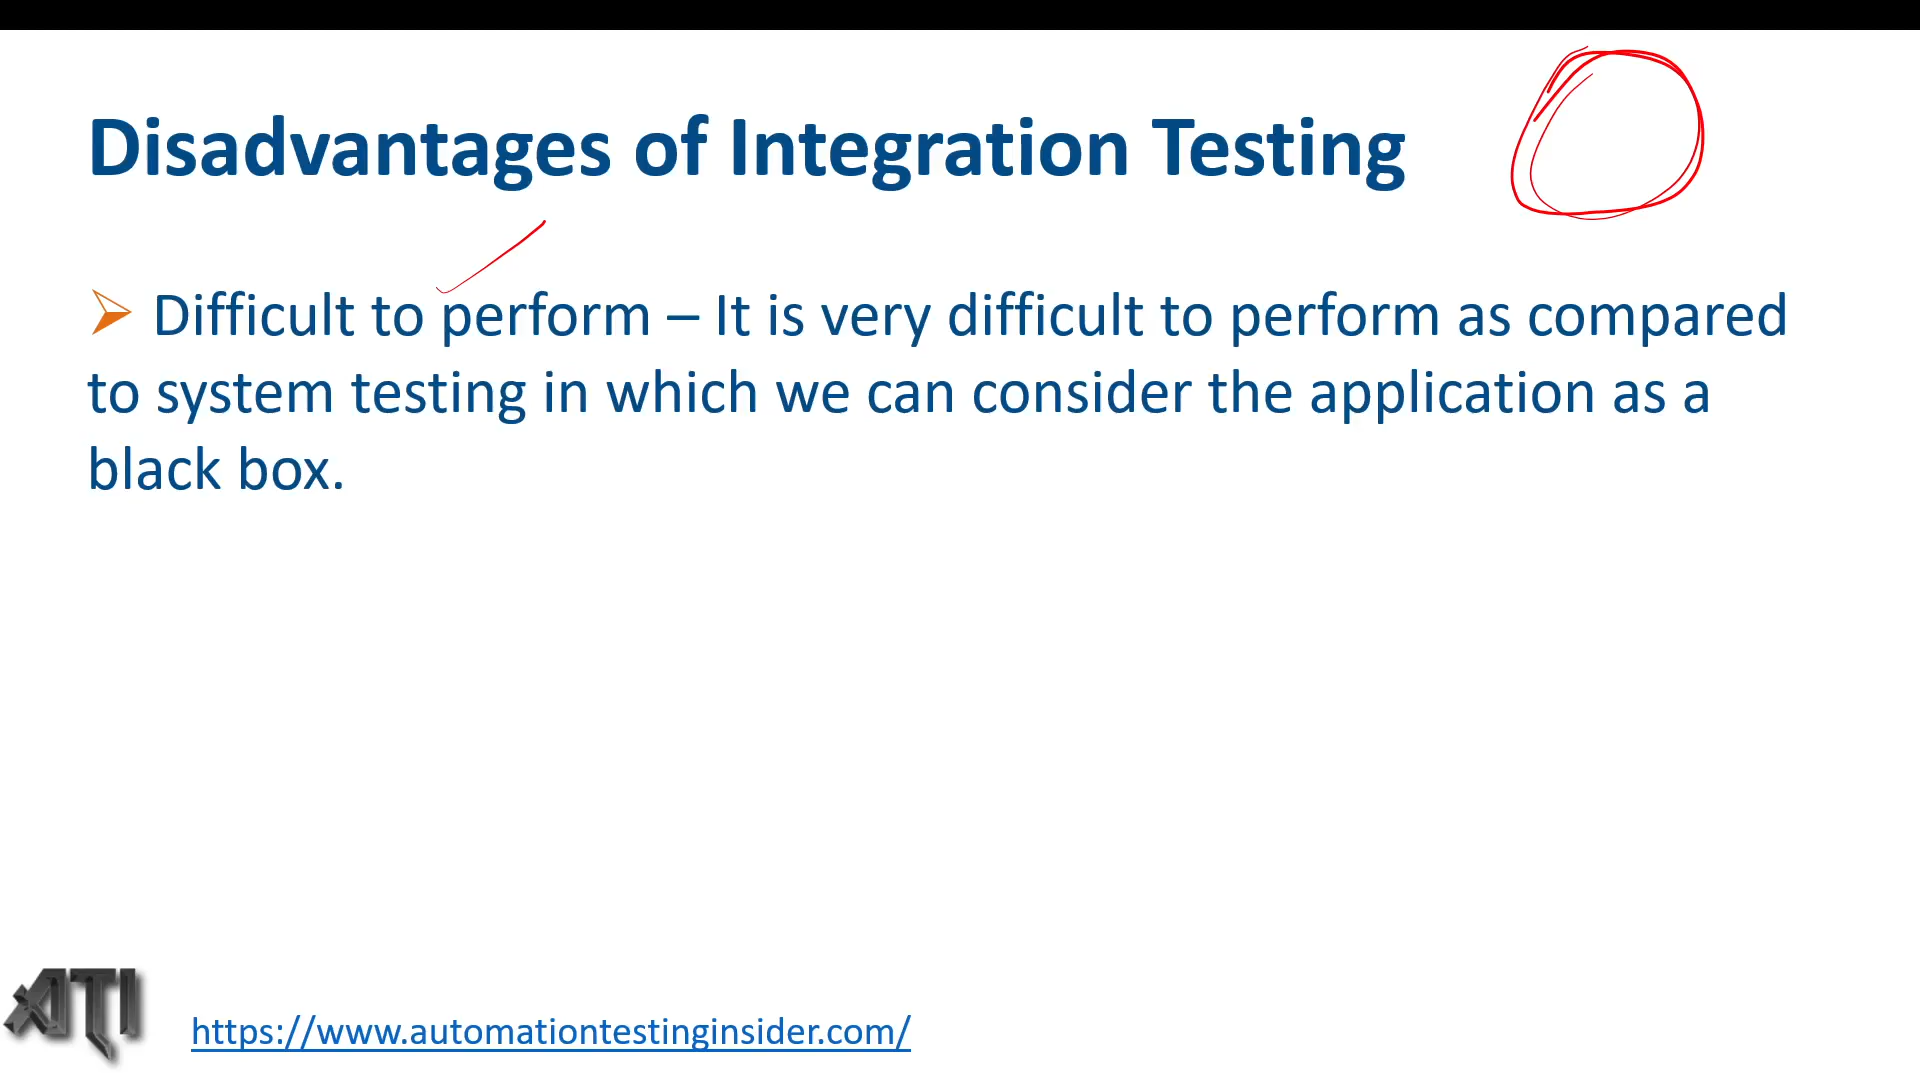 Disadvantages of Integration Testing
Difficult to perform – It is very difficult to perform as compared
to system testing in which we can consider the application as a
black box.
ATI
https://www.automationtestinginsider.com/